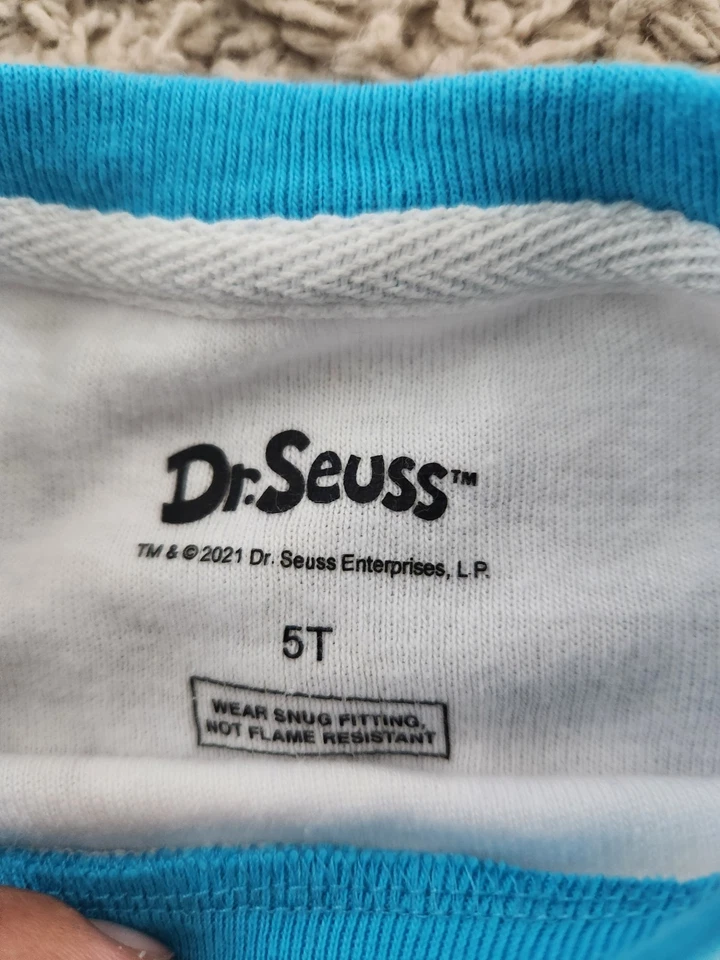 Dr. Seuss™
TM & © 2021 Dr. Seuss Enterprises, L.P.
5T
WEAR SNUG FITTING,
NOT FLAME RESISTANT